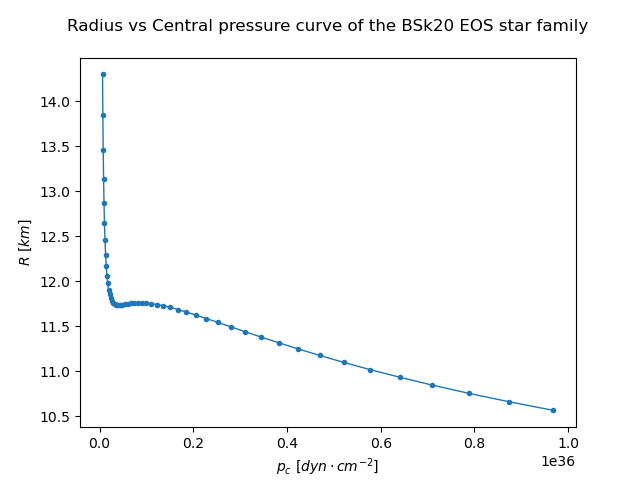 Radius vs Central pressure curve of the BSk20 EOS star family
R [km]
14.0
13.5
13.0
12.5
12.0
11.5
11.0
10.5
0.0 0.2 0.4 0.6 0.8 1.0
1e36
p_c [dyn · cm^{-2}]